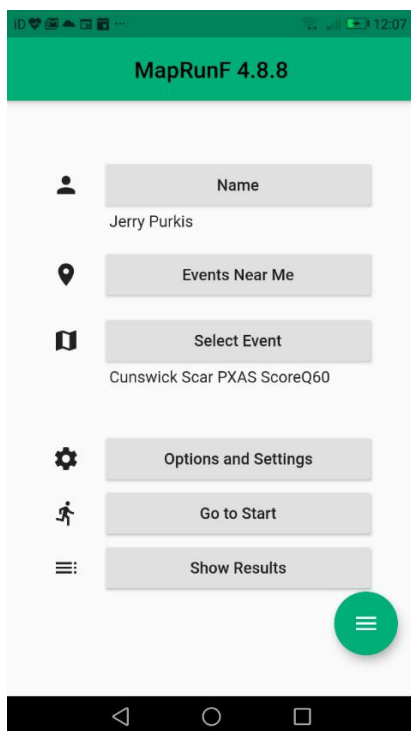 iD ... 12:07
MapRunF 4.8.8
Name
Jerry Purkis
Events Near Me
Select Event
Cunswick Scar PXAS ScoreQ60
Options and Settings
Go to Start
Show Results